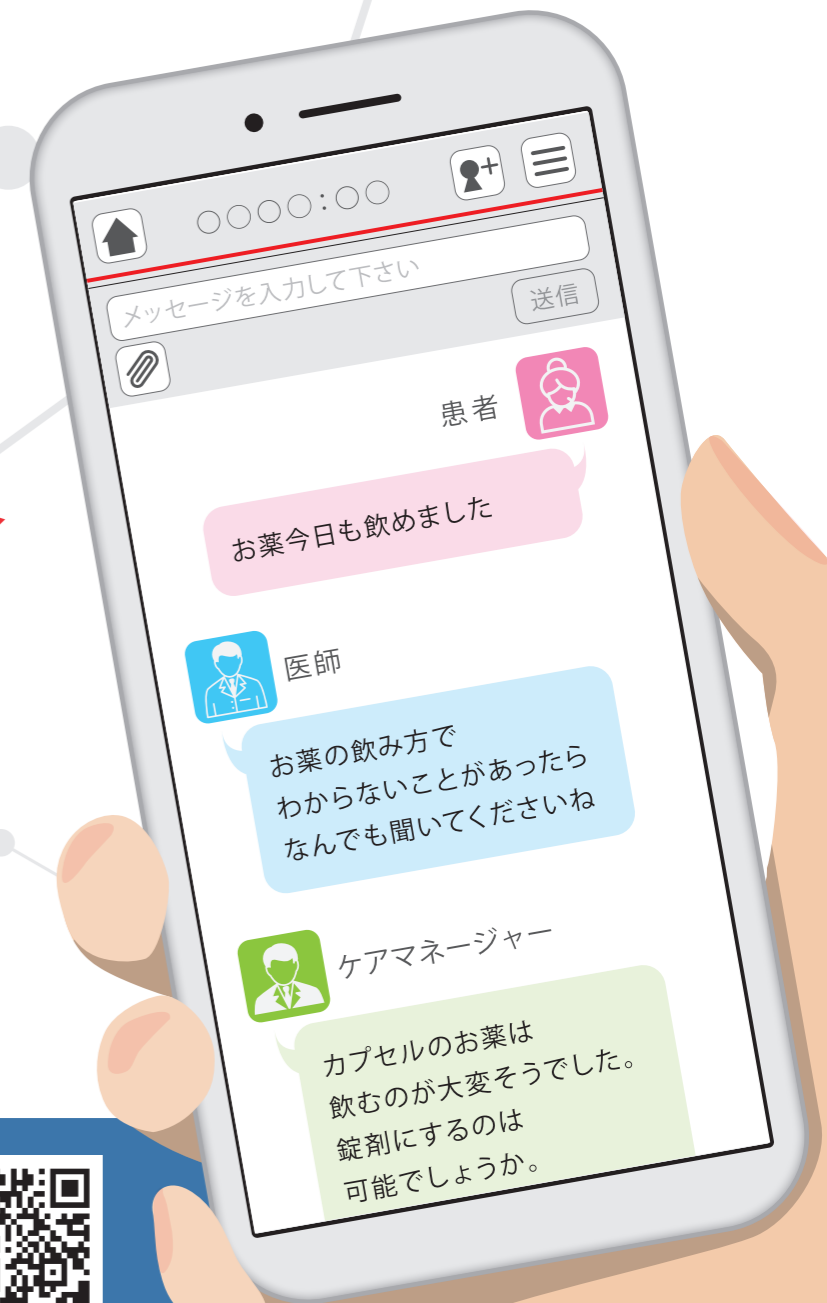 ○○○○:○○
メッセージを入力して下さい
送信
患者
お薬今日も飲めました
医師
お薬の飲み方で
わからないことがあったら
なんでも聞いてくださいね
ケアマネージャー
カプセルのお薬は
飲むのが大変そうでした。
錠剤にするのは
可能でしょうか。